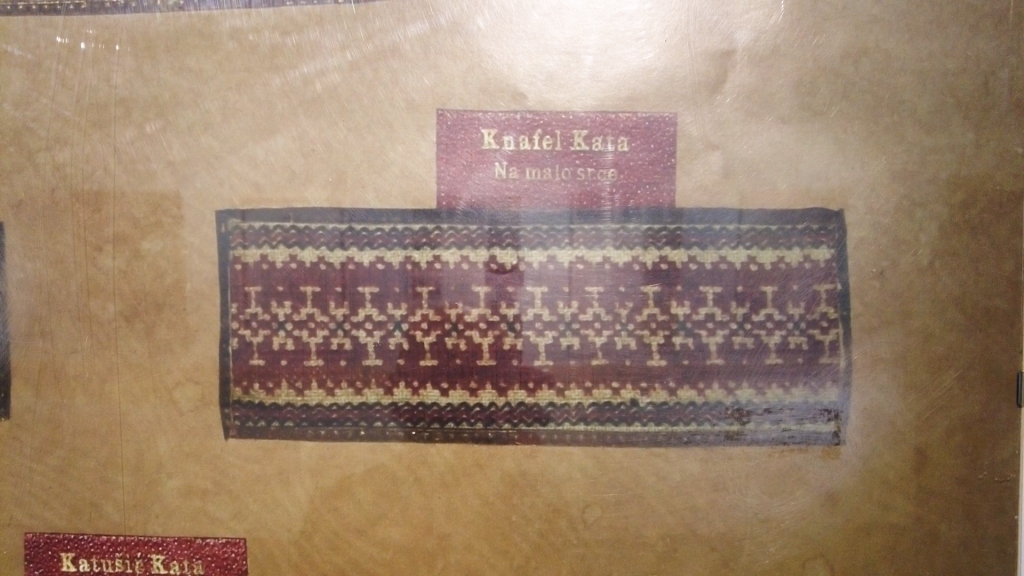 Knafel Kata
Na malo srce
Katušić Kata